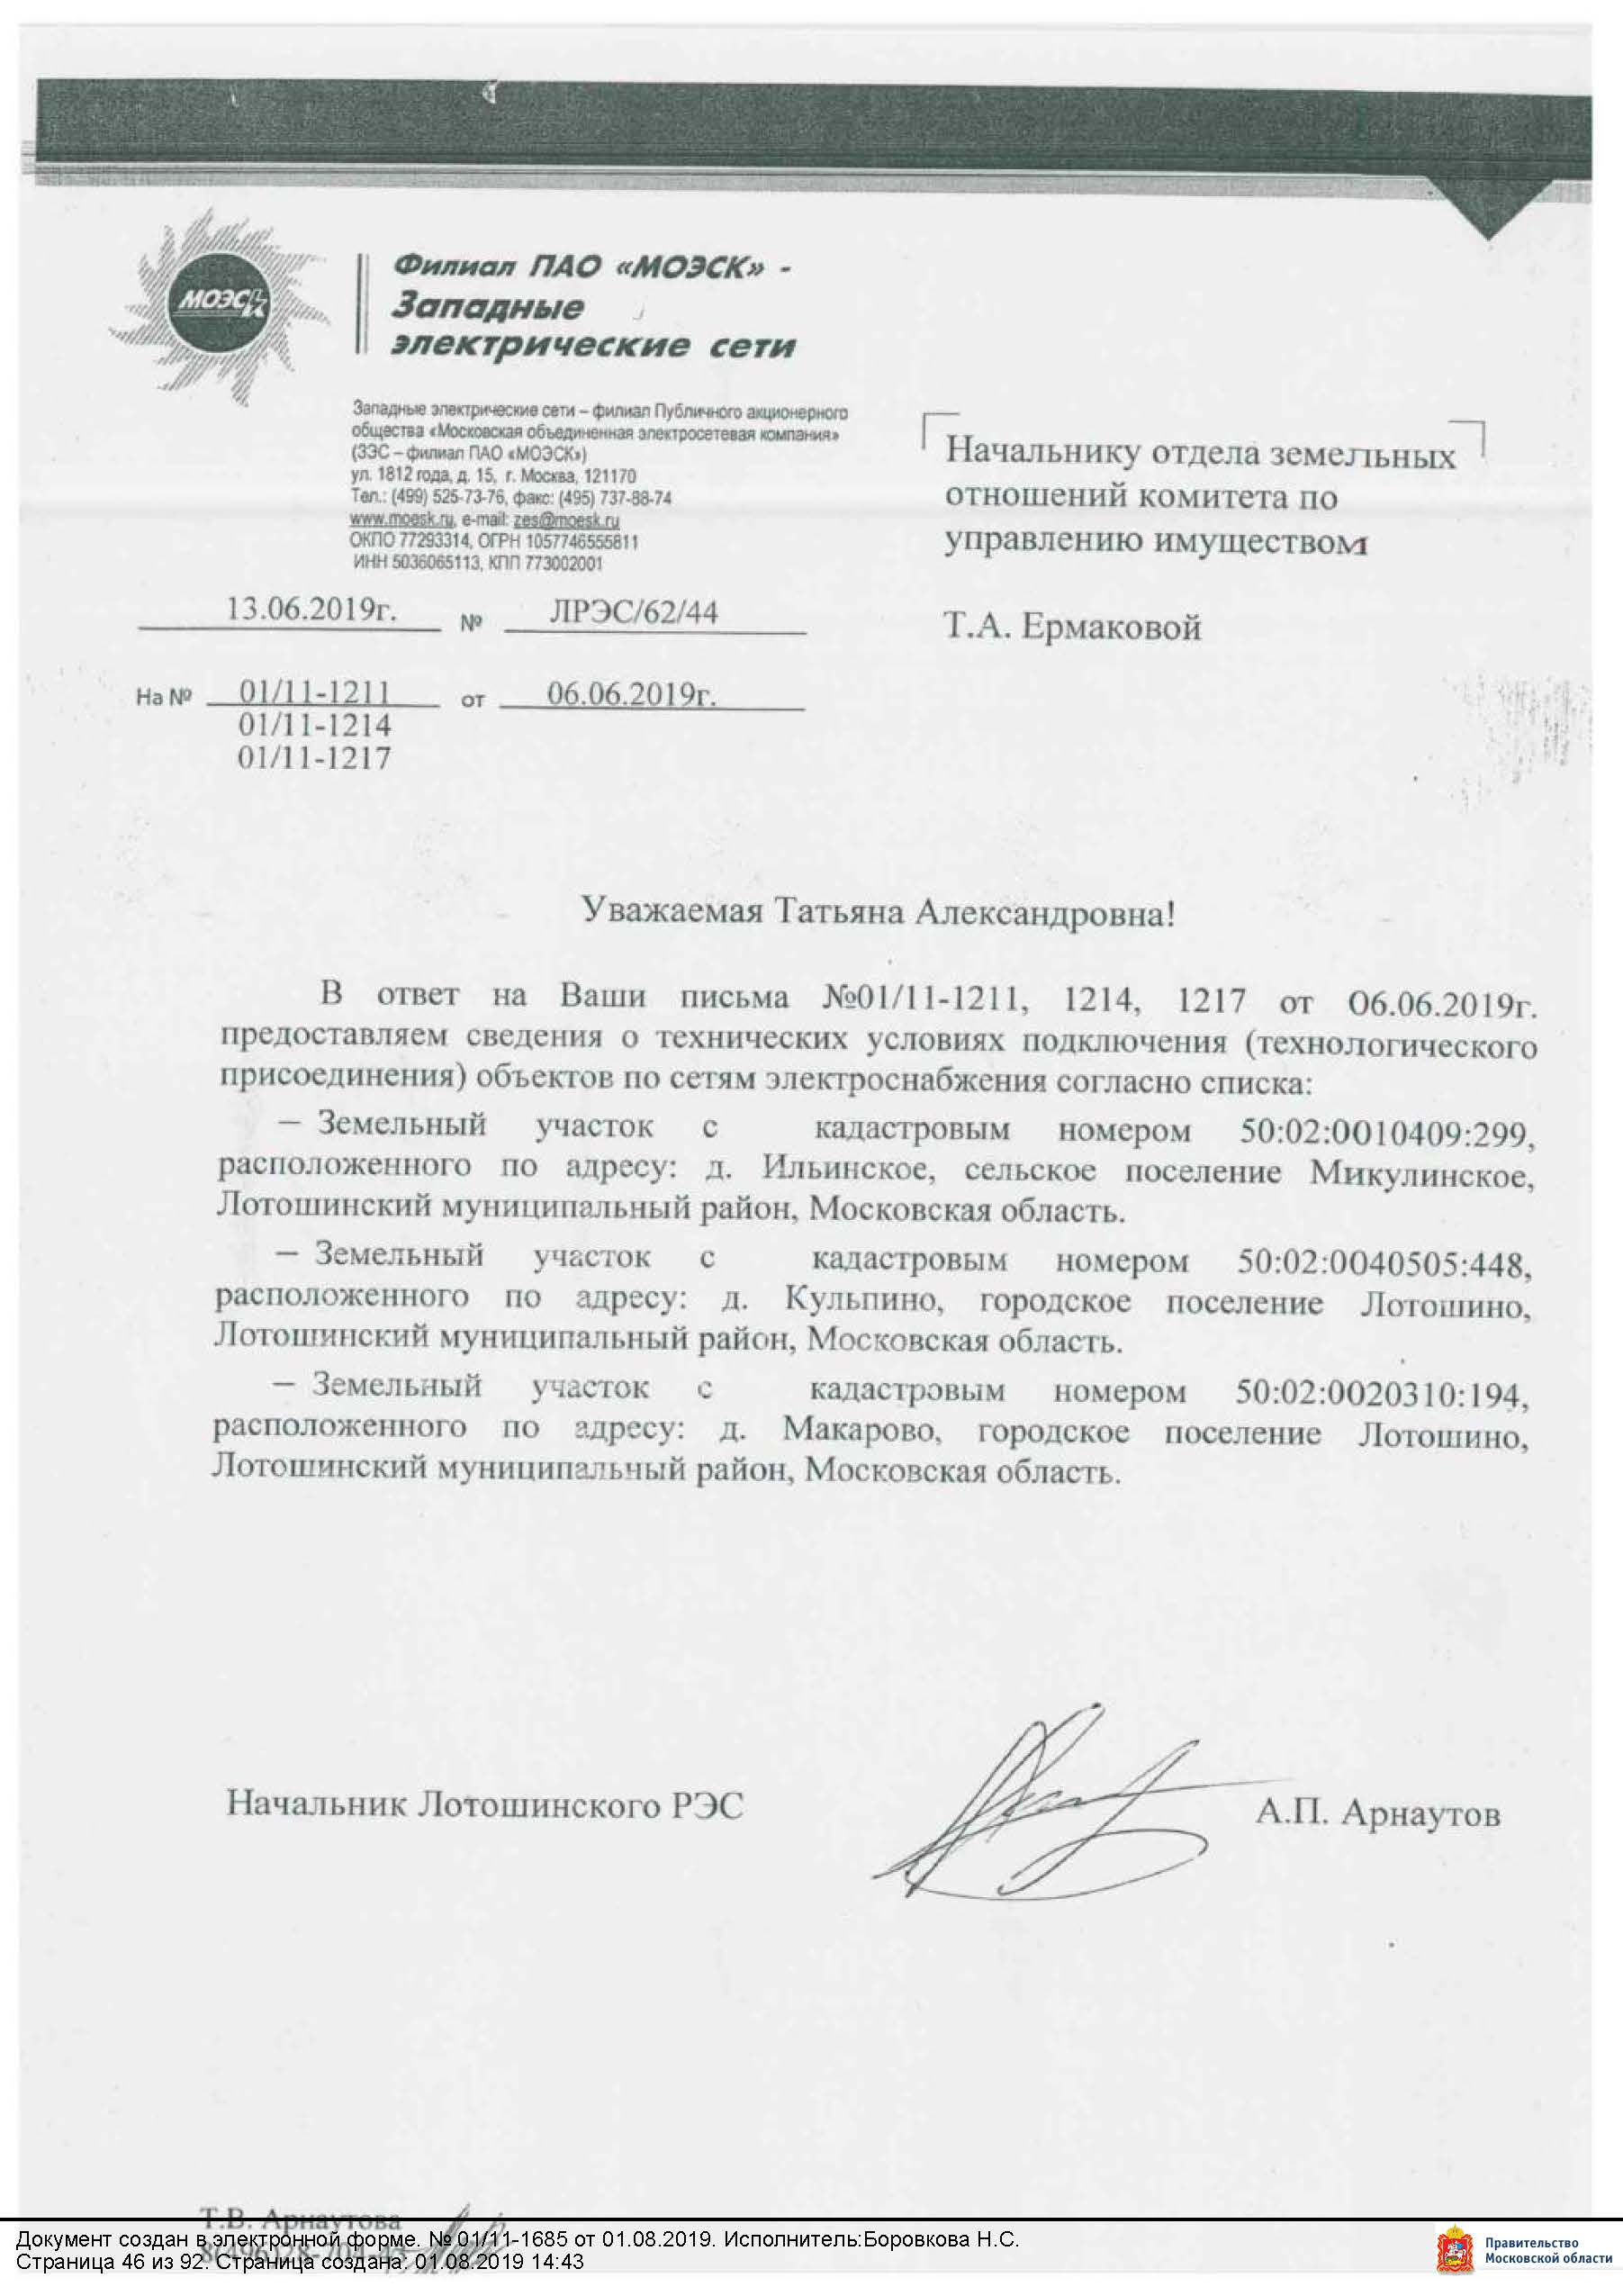 МОЭСК
Филиал ПАО «МОЭСК» -
Западные
электрические сети
Западные электрические сети – филиал Публичного акционерного
общества «Московская объединенная электросетевая компания»
(ЗЭС – филиал ПАО «МОЭСК»)
ул. 1812 года, д. 15, г. Москва, 121170
Тел.: (499) 525-73-76, факс: (495) 737-88-74
www.moesk.ru, e-mail: zes@moesk.ru
ОКПО 77293314, ОГРН 1057746555811
ИНН 5036065113, КПП 773002001
13.06.2019г. № ЛРЭС/62/44
На № 01/11-1211 от 06.06.2019г.
01/11-1214
01/11-1217
Начальнику отдела земельных
отношений комитета по
управлению имуществом
Т.А. Ермаковой
Уважаемая Татьяна Александровна!
В ответ на Ваши письма №01/11-1211, 1214, 1217 от 06.06.2019г.
предоставляем сведения о технических условиях подключения (технологического
присоединения) объектов по сетям электроснабжения согласно списка:
– Земельный участок с кадастровым номером 50:02:0010409:299,
расположенного по адресу: д. Ильинское, сельское поселение Микулинское,
Лотошинский муниципальный район, Московская область.
– Земельный участок с кадастровым номером 50:02:0040505:448,
расположенного по адресу: д. Кульпино, городское поселение Лотошино,
Лотошинский муниципальный район, Московская область.
– Земельный участок с кадастровым номером 50:02:0020310:194,
расположенного по адресу: д. Макарово, городское поселение Лотошино,
Лотошинский муниципальный район, Московская область.
Начальник Лотошинского РЭС А.П. Арнаутов
Т.В. Арнаутова
Документ создан в электронной форме. № 01/11-1685 от 01.08.2019. Исполнитель:Боровкова Н.С.
Страница 46 из 92. Страница создана: 01.08.2019 14:43
Правительство
Московской области